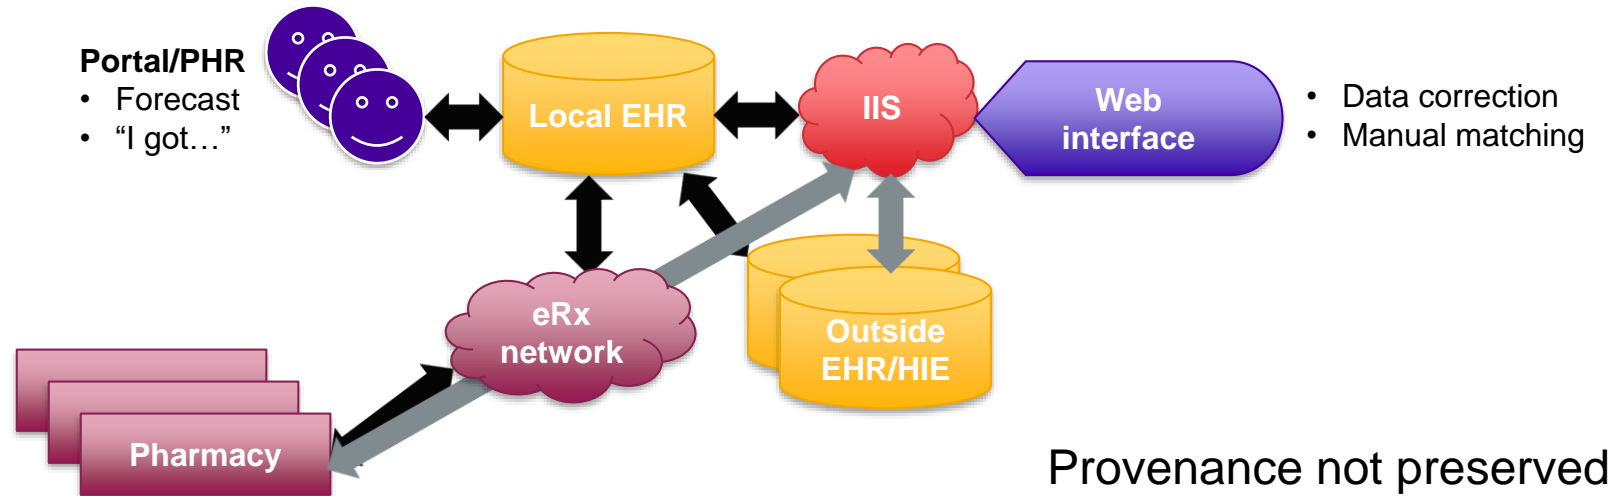 Portal/PHR
• Forecast
• “I got…”
Local EHR
IIS
Web
interface
• Data correction
• Manual matching
eRx
network
Outside
EHR/HIE
Pharmacy
Provenance not preserved